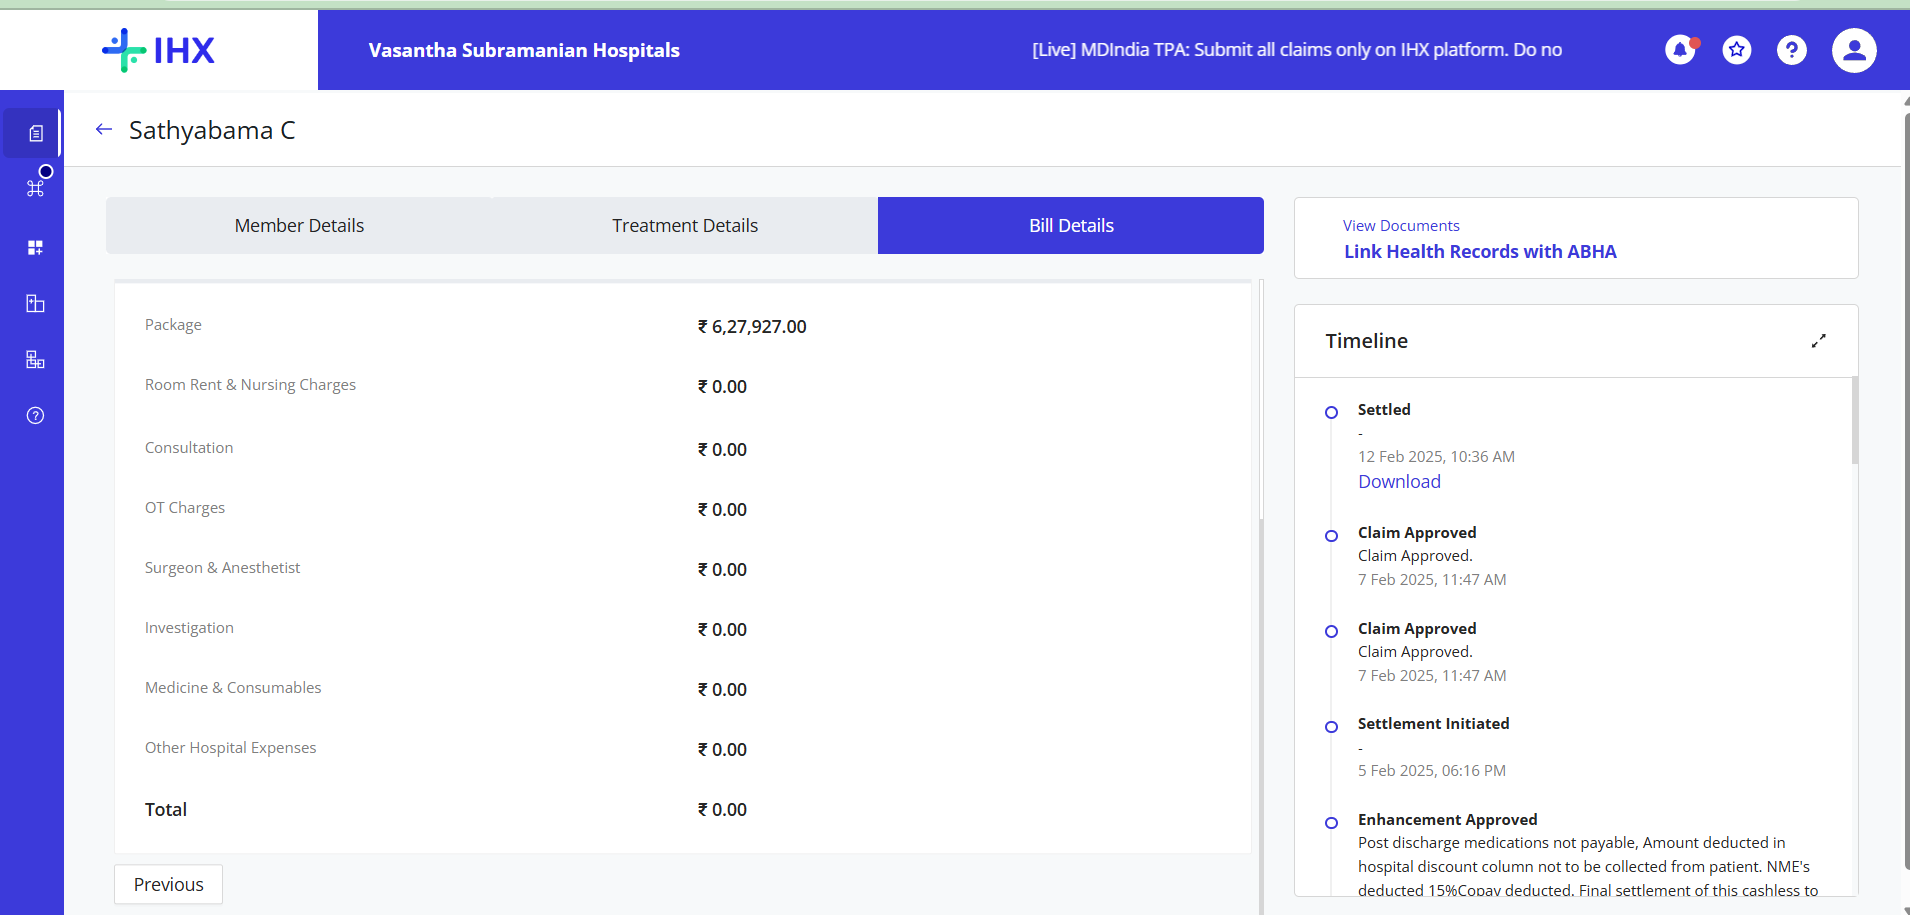 IHX
Vasantha Subramanian Hospitals
[Live] MDIndia TPA: Submit all claims only on IHX platform. Do no
Sathyabama C
Member Details
Treatment Details
Bill Details
Package
₹ 6,27,927.00
Room Rent & Nursing Charges
₹ 0.00
Consultation
₹ 0.00
OT Charges
₹ 0.00
Surgeon & Anesthetist
₹ 0.00
Investigation
₹ 0.00
Medicine & Consumables
₹ 0.00
Other Hospital Expenses
₹ 0.00
Total
₹ 0.00
Previous
View Documents
Link Health Records with ABHA
Timeline
Settled
-
12 Feb 2025, 10:36 AM
Download
Claim Approved
Claim Approved.
7 Feb 2025, 11:47 AM
Claim Approved
Claim Approved.
7 Feb 2025, 11:47 AM
Settlement Initiated
-
5 Feb 2025, 06:16 PM
Enhancement Approved
Post discharge medications not payable, Amount deducted in
hospital discount column not to be collected from patient. NME's
deducted 15%Copay deducted. Final settlement of this cashless to